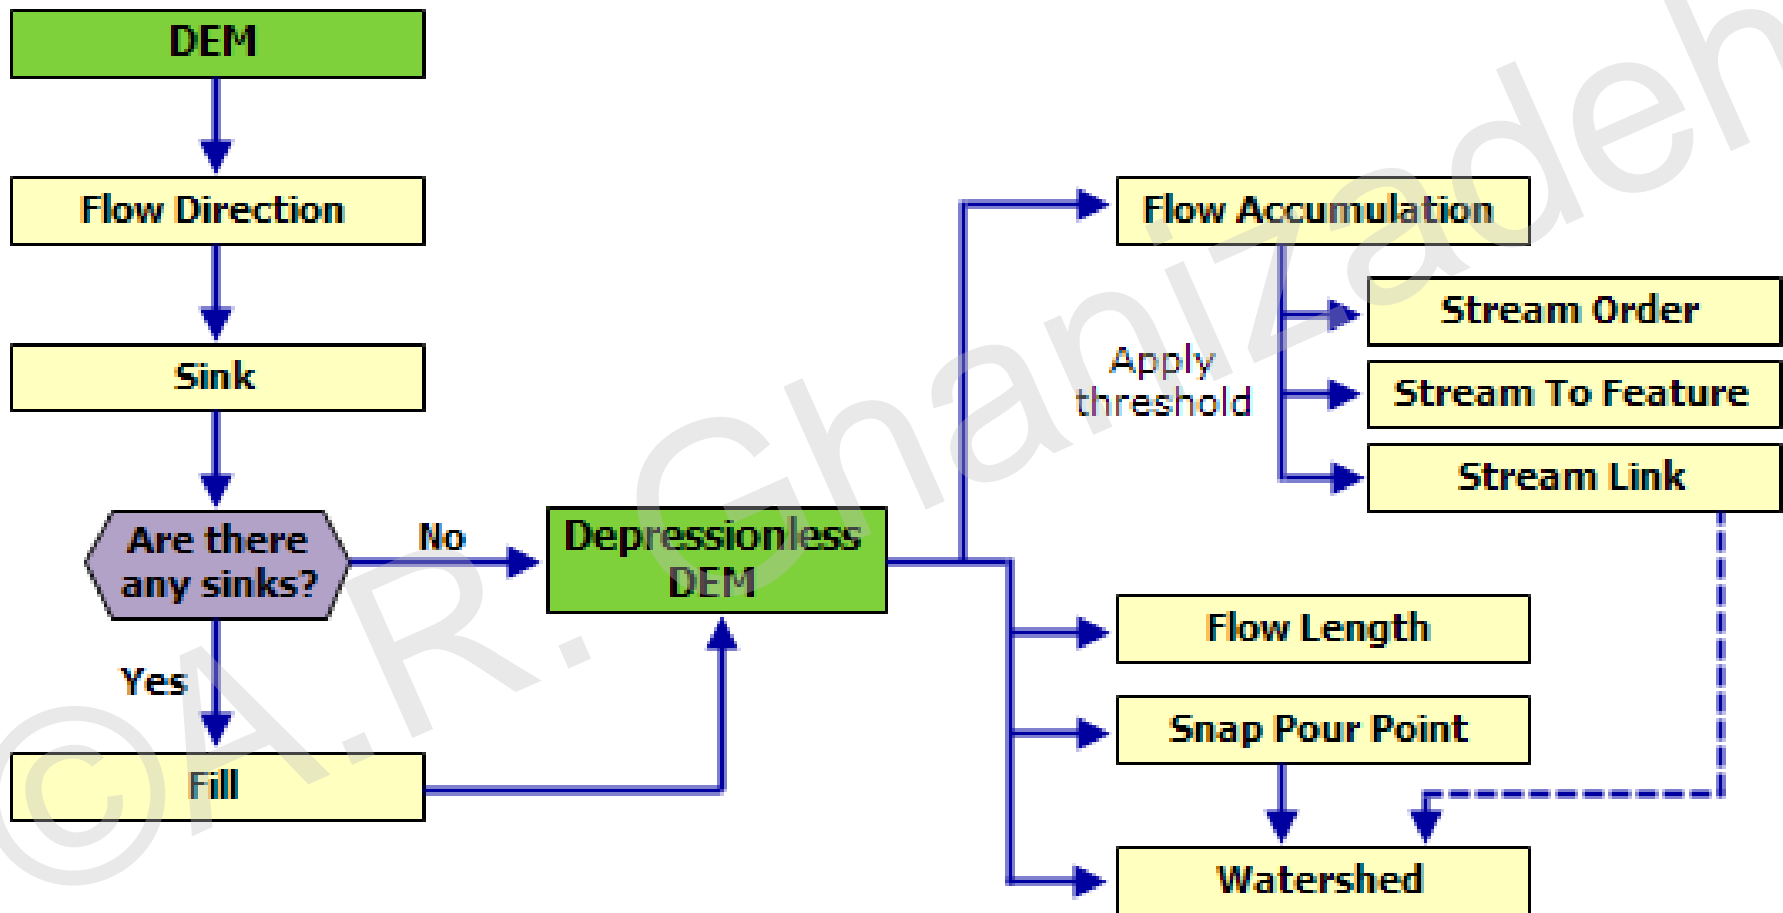 DEM
Flow Direction
Sink
Are there
any sinks?
No
Yes
Fill
Depressionless
DEM
Flow Accumulation
Apply
threshold
Stream Order
Stream To Feature
Stream Link
Flow Length
Snap Pour Point
Watershed
©A.R. Ghanizadeh